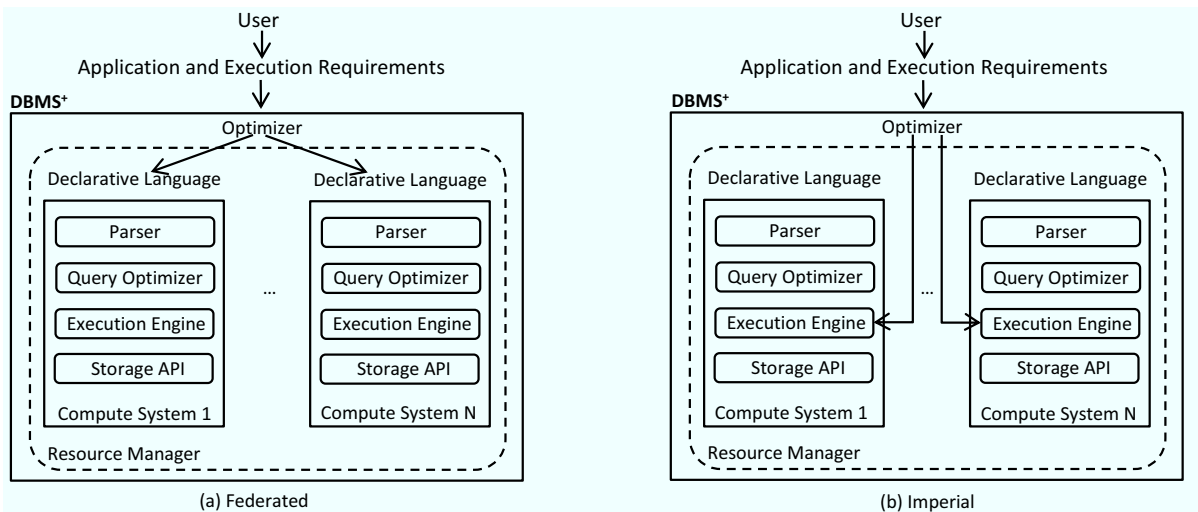 User
Application and Execution Requirements
DBMS+
Optimizer
Declarative Language
Declarative Language
Parser
Query Optimizer
Execution Engine
Storage API
Compute System 1
...
Parser
Query Optimizer
Execution Engine
Storage API
Compute System N
Resource Manager
(a) Federated
User
Application and Execution Requirements
DBMS+
Optimizer
Declarative Language
Declarative Language
Parser
Query Optimizer
Execution Engine
Storage API
Compute System 1
...
Parser
Query Optimizer
Execution Engine
Storage API
Compute System N
Resource Manager
(b) Imperial